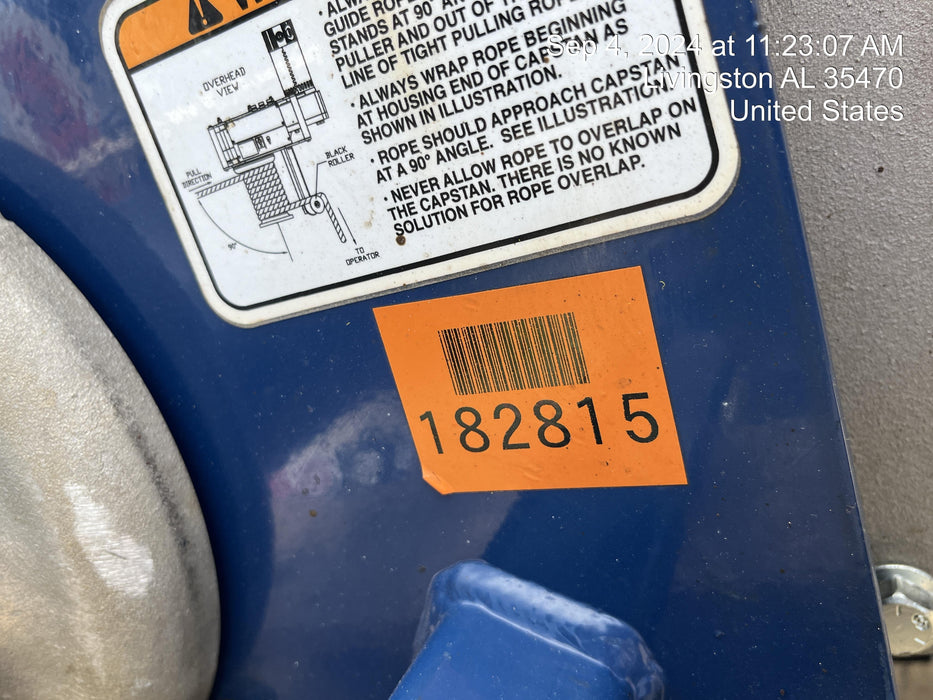 · ALWAYS
GUIDE ROPE
STANDS AT 90°
PULLER AND OUT OF
LINE OF TIGHT PULLING ROPE
· ALWAYS WRAP ROPE BEGINNING
AT HOUSING END OF CAPSTAN AS
SHOWN IN ILLUSTRATION.
· ROPE SHOULD APPROACH CAPSTAN
AT A 90° ANGLE. SEE ILLUSTRATION.
· NEVER ALLOW ROPE TO OVERLAP ON
THE CAPSTAN. THERE IS NO KNOWN
SOLUTION FOR ROPE OVERLAP.
OVERHEAD
VIEW
BLACK
ROLLER
PULL
DIRECTION
90°
TO
OPERATOR
Sep 4, 2024 at 11:23:07 AM
Livingston AL 35470
United States
182815